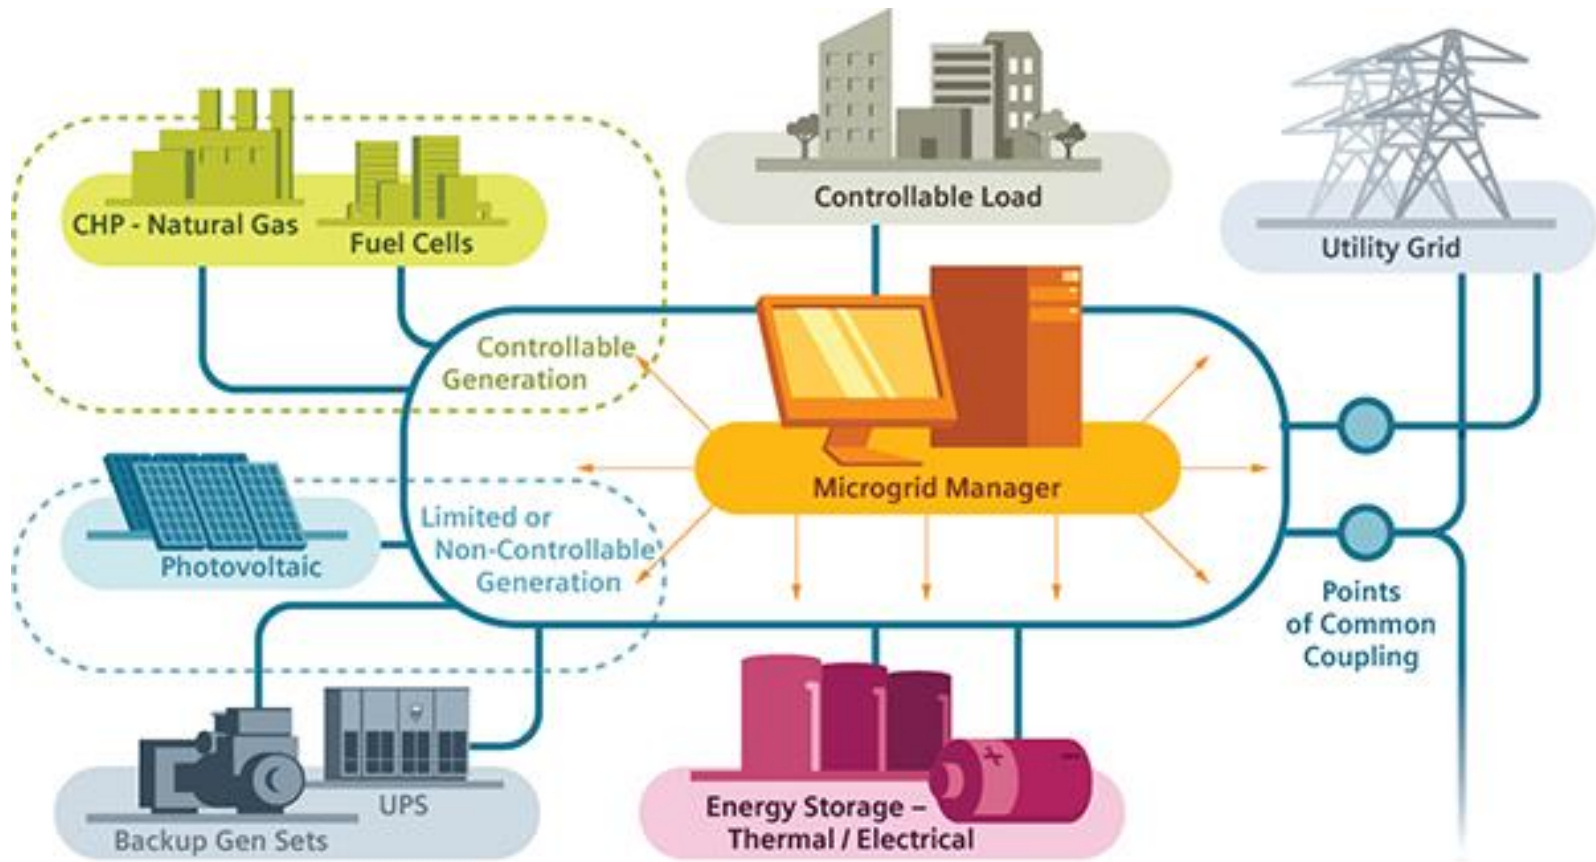 CHP - Natural Gas
Fuel Cells
Controllable Load
Utility Grid
Controllable
Generation
Microgrid Manager
Limited or
Non-Controllable
Generation
Photovoltaic
Points
of Common
Coupling
UPS
Backup Gen Sets
+ −
Energy Storage –
Thermal / Electrical